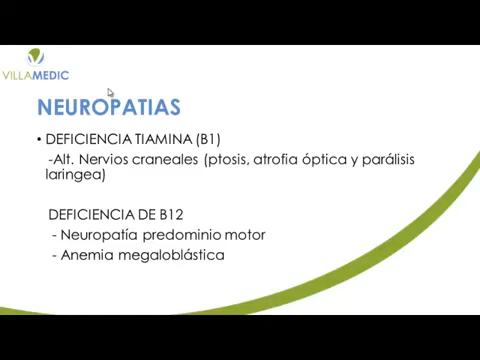 VILLAMEDIC
NEUROPATIAS
• DEFICIENCIA TIAMINA (B1)
-Alt. Nervios craneales (ptosis, atrofia óptica y parálisis
laringea)
DEFICIENCIA DE B12
- Neuropatía predominio motor
- Anemia megaloblástica